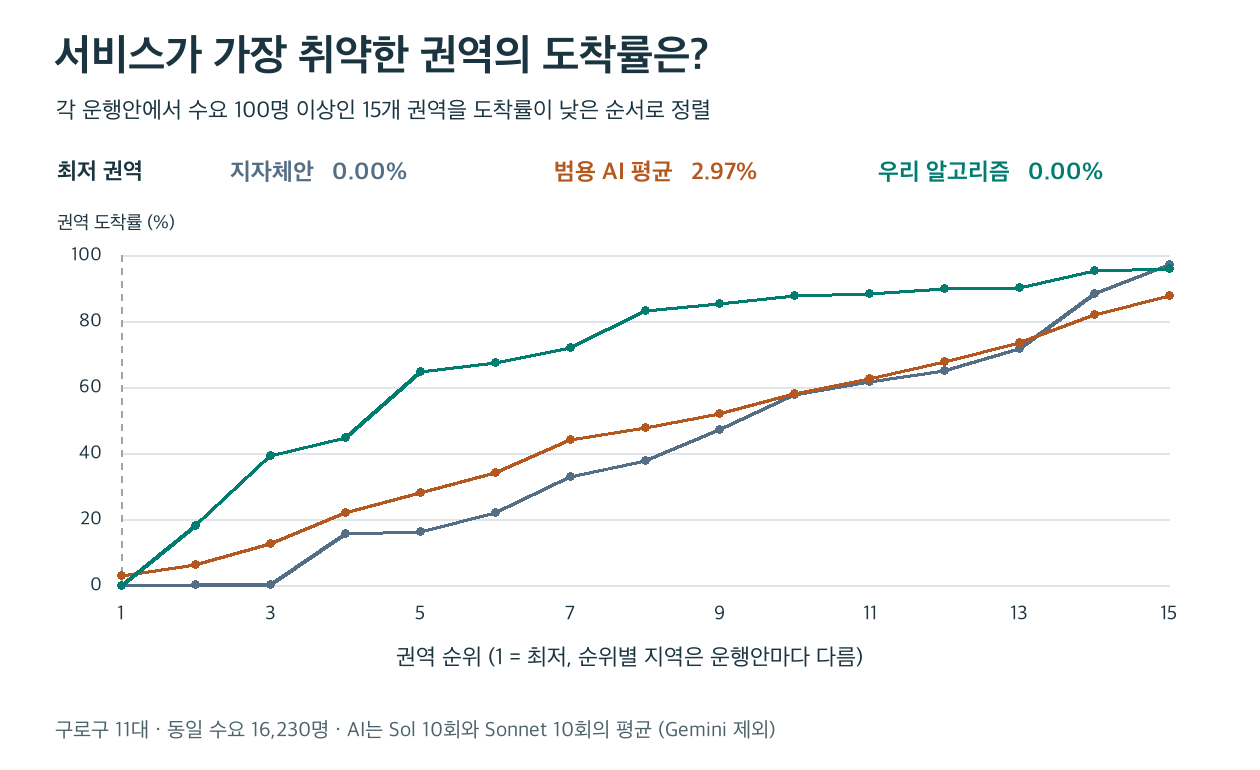 서비스가 가장 취약한 권역의 도착률은?
각 운행안에서 수요 100명 이상인 15개 권역을 도착률이 낮은 순서로 정렬
최저 권역 지자체안 0.00% 범용 AI 평균 2.97% 우리 알고리즘 0.00%
권역 도착률 (%)
100
80
60
40
20
0
1 3 5 7 9 11 13 15
권역 순위 (1 = 최저, 순위별 지역은 운행안마다 다름)
구로구 11대 · 동일 수요 16,230명 · AI는 Sol 10회와 Sonnet 10회의 평균 (Gemini 제외)